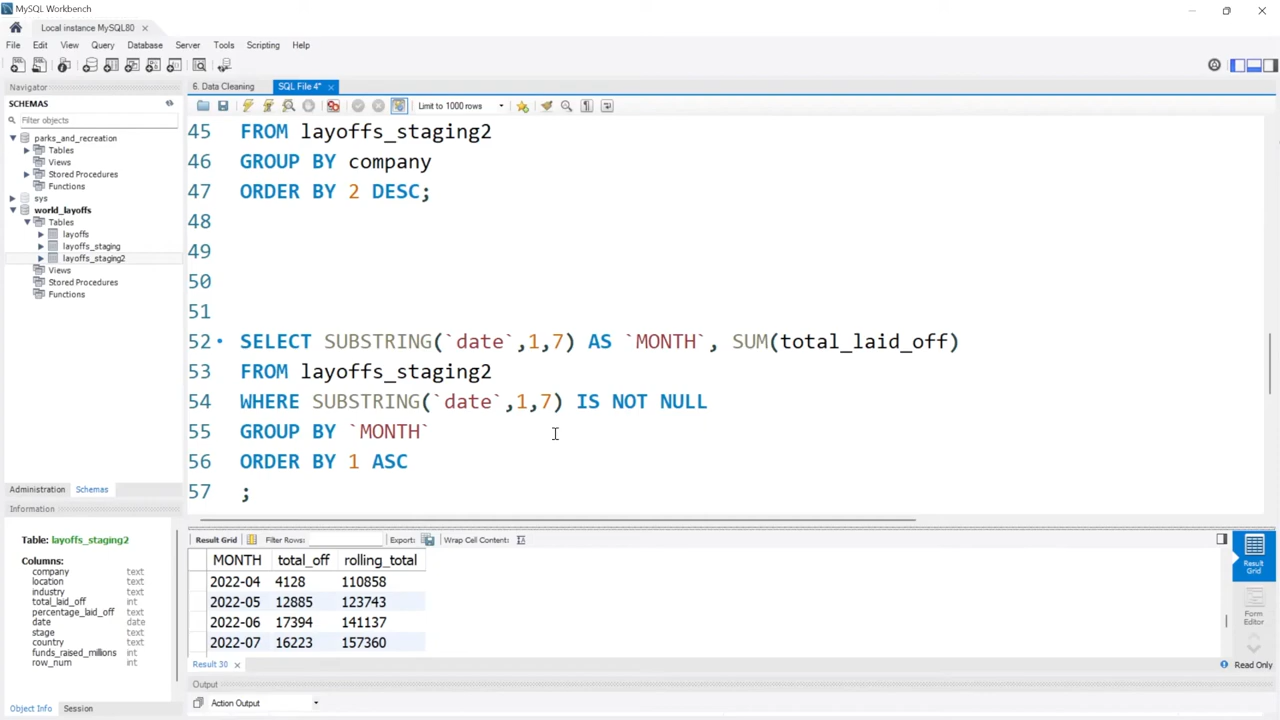 MySQL Workbench
Local instance MySQL80
File Edit View Query Database Server Tools Scripting Help
Navigator
SCHEMAS
Filter objects
parks_and_recreation
Tables
Views
Stored Procedures
Functions
sys
world_layoffs
Tables
layoffs
layoffs_staging
layoffs_staging2
Views
Stored Procedures
Functions
Administration Schemas
Information
Table: layoffs_staging2
Columns:
company text
location text
industry text
total_laid_off int
percentage_laid_off text
date date
stage text
country text
funds_raised_millions int
row_num int
Object Info Session
6. Data Cleaning SQL File 4*
Limit to 1000 rows
45 FROM layoffs_staging2
46 GROUP BY company
47 ORDER BY 2 DESC;
48
49
50
51
52 SELECT SUBSTRING(`date`,1,7) AS `MONTH`, SUM(total_laid_off)
53 FROM layoffs_staging2
54 WHERE SUBSTRING(`date`,1,7) IS NOT NULL
55 GROUP BY `MONTH`
56 ORDER BY 1 ASC
57 ;
Result Grid Filter Rows: Export: Wrap Cell Contents:
MONTH total_off rolling_total
2022-04 4128 110858
2022-05 12885 123743
2022-06 17394 141137
2022-07 16223 157360
Result Grid
Form Editor
Result 30 Read Only
Output
Action Output